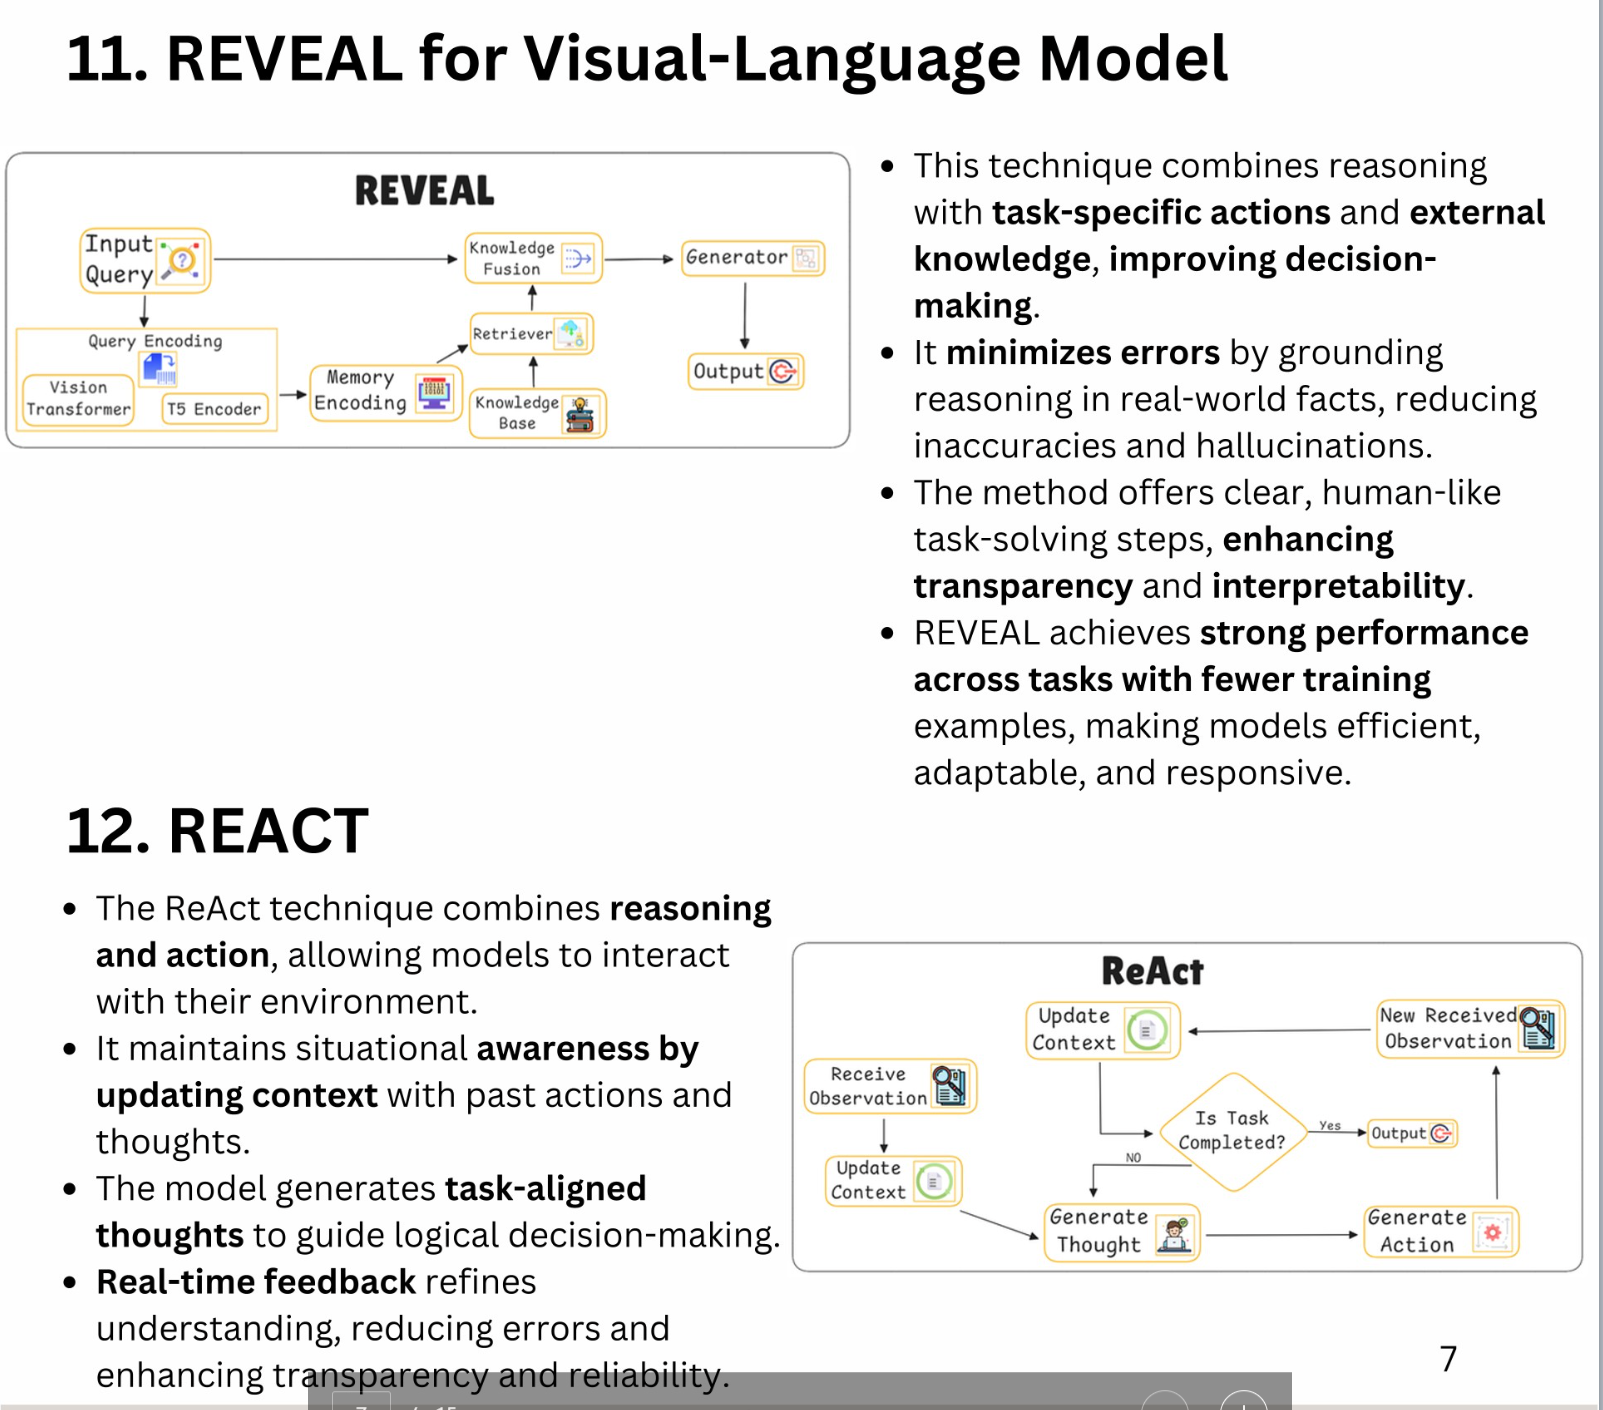 11. REVEAL for Visual-Language Model
REVEAL
Input
Query
Knowledge
Fusion
Generator
Query Encoding
Vision
Transformer
T5 Encoder
Memory
Encoding
Retriever
Knowledge
Base
Output
• This technique combines reasoning
with task-specific actions and external
knowledge, improving decision-
making.
• It minimizes errors by grounding
reasoning in real-world facts, reducing
inaccuracies and hallucinations.
• The method offers clear, human-like
task-solving steps, enhancing
transparency and interpretability.
• REVEAL achieves strong performance
across tasks with fewer training
examples, making models efficient,
adaptable, and responsive.
12. REACT
• The ReAct technique combines reasoning
and action, allowing models to interact
with their environment.
• It maintains situational awareness by
updating context with past actions and
thoughts.
• The model generates task-aligned
thoughts to guide logical decision-making.
• Real-time feedback refines
understanding, reducing errors and
enhancing transparency and reliability.
ReAct
Receive
Observation
Update
Context
Update
Context
New Received
Observation
Is Task
Completed?
Yes
Output
NO
Generate
Thought
Generate
Action
7